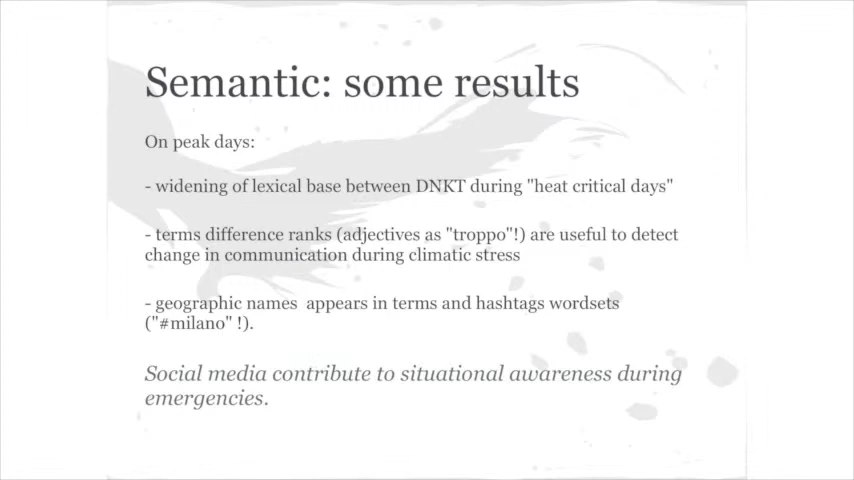 Semantic: some results
On peak days:
- widening of lexical base between DNKT during "heat critical days"
- terms difference ranks (adjectives as "troppo"!) are useful to detect
change in communication during climatic stress
- geographic names  appears in terms and hashtags wordsets
("#milano" !).
Social media contribute to situational awareness during
emergencies.